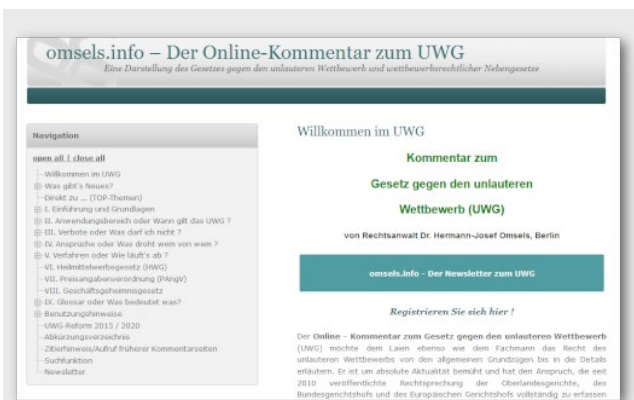 omsels.info – Der Online-Kommentar zum UWG
Eine Darstellung des Gesetzes gegen den unlauteren Wettbewerb und wettbewerbsrechtlicher Nebengesetze
Navigation
open all | close all
Willkommen im UWG
Was gibt´s Neues?
Direkt zu ... (TOP-Themen)
I. Einführung und Grundlagen
II. Anwendungsbereich oder Wann gilt das UWG ?
III. Verbote oder Was darf ich nicht ?
IV. Ansprüche oder Was droht wem von wem ?
V. Verfahren oder Wie läuft´s ab ?
VI. Heilmittelwerbegesetz (HWG)
VII. Preisangabenverordnung (PAngV)
VIII. Geschäftsgeheimnisgesetz
IX. Glossar oder Was bedeutet was?
Benutzungshinweise
UWG-Reform 2015 / 2020
Abkürzungsverzeichnis
Zitierhinweis/Aufruf früherer Kommentarseiten
Suchfunktion
Newsletter
Willkommen im UWG
Kommentar zum
Gesetz gegen den unlauteren
Wettbewerb (UWG)
von Rechtsanwalt Dr. Hermann-Josef Omsels, Berlin
omsels.info - Der Newsletter zum UWG
Registrieren Sie sich hier !
Der Online - Kommentar zum Gesetz gegen den unlauteren Wettbewerb
(UWG) möchte dem Laien ebenso wie dem Fachmann das Recht des
unlauteren Wettbewerbs von den allgemeinen Grundzügen bis in die Details
erläutern. Er ist um absolute Aktualität bemüht und hat den Anspruch, die seit
2010 veröffentlichte Rechtsprechung der Oberlandesgerichte, des
Bundesgerichtshofs und des Europäischen Gerichtshofs vollständig zu erfassen